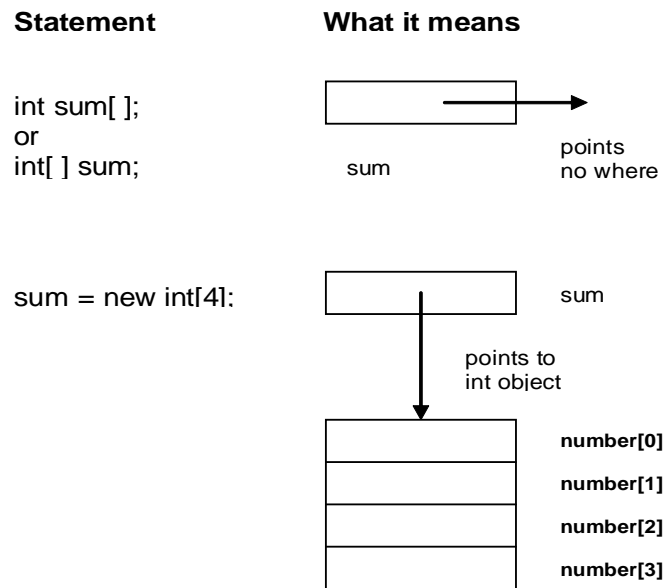 Statement What it means
int sum[ ];
or
int[ ] sum;
sum
points
no where
sum = new int[4];
sum
points to
int object
number[0]
number[1]
number[2]
number[3]